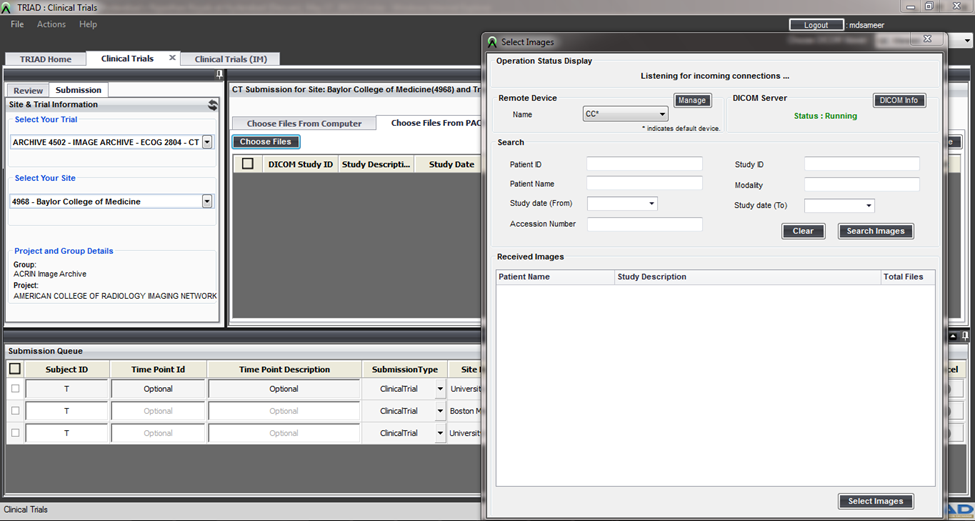 TRIAD : Clinical Trials
File Actions Help
Logout : mdsameer
TRIAD Home Clinical Trials Clinical Trials (IM)
Review Submission
Site & Trial Information
Select Your Trial
ARCHIVE 4502 - IMAGE ARCHIVE - ECOG 2804 - CT
Select Your Site
4968 - Baylor College of Medicine
Project and Group Details
Group:
ACRIN Image Archive
Project:
AMERICAN COLLEGE OF RADIOLOGY IMAGING NETWORK
CT Submission for Site: Baylor College of Medicine(4968) and Tri
Choose Files From Computer Choose Files From PAC
Choose Files
DICOM Study ID Study Descripti... Study Date
Select Images
Operation Status Display
Listening for incoming connections ...
Remote Device
Manage
Name CC*
* indicates default device.
DICOM Server
DICOM Info
Status : Running
Search
Patient ID Study ID
Patient Name Modality
Study date (From) Study date (To)
Accession Number
Clear Search Images
Received Images
Patient Name Study Description Total Files
Select Images
Submission Queue
Subject ID Time Point Id Time Point Description SubmissionType Site
T Optional Optional ClinicalTrial Universit
T Optional Optional ClinicalTrial Boston M
T Optional Optional ClinicalTrial Universit
Clinical Trials